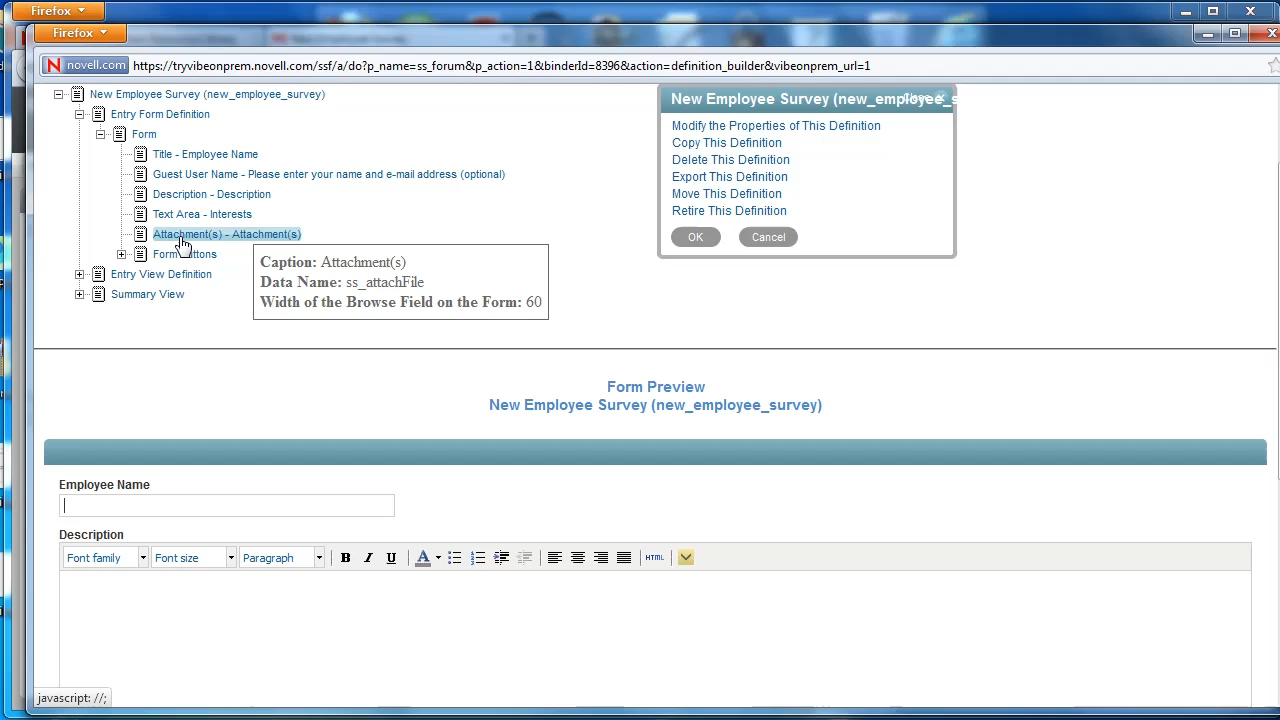 Firefox
Firefox
novell.com https://tryvibeonprem.novell.com/ssf/a/do?p_name=ss_forum&p_action=1&binderId=8396&action=definition_builder&vibeonprem_url=1
New Employee Survey (new_employee_survey)
Entry Form Definition
Form
Title - Employee Name
Guest User Name - Please enter your name and e-mail address (optional)
Description - Description
Text Area - Interests
Attachment(s) - Attachment(s)
Form Buttons
Entry View Definition
Summary View
Caption: Attachment(s)
Data Name: ss_attachFile
Width of the Browse Field on the Form: 60
New Employee Survey (new_employee_s
Modify the Properties of This Definition
Copy This Definition
Delete This Definition
Export This Definition
Move This Definition
Retire This Definition
OK Cancel
Form Preview
New Employee Survey (new_employee_survey)
Employee Name
Description
Font family Font size Paragraph B I U A HTML
javascript: //;